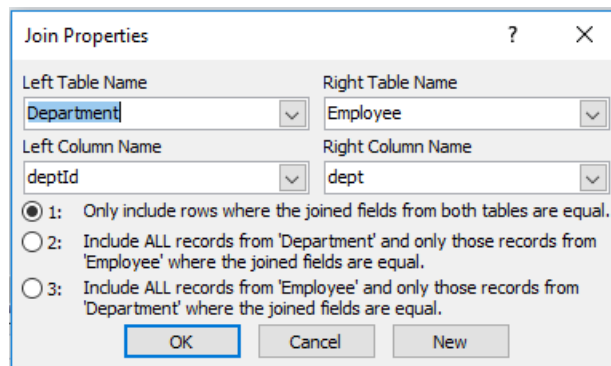 Join Properties ? ✕
Left Table Name Right Table Name
Department Employee
Left Column Name Right Column Name
deptId dept
1: Only include rows where the joined fields from both tables are equal.
2: Include ALL records from 'Department' and only those records from
'Employee' where the joined fields are equal.
3: Include ALL records from 'Employee' and only those records from
'Department' where the joined fields are equal.
OK Cancel New